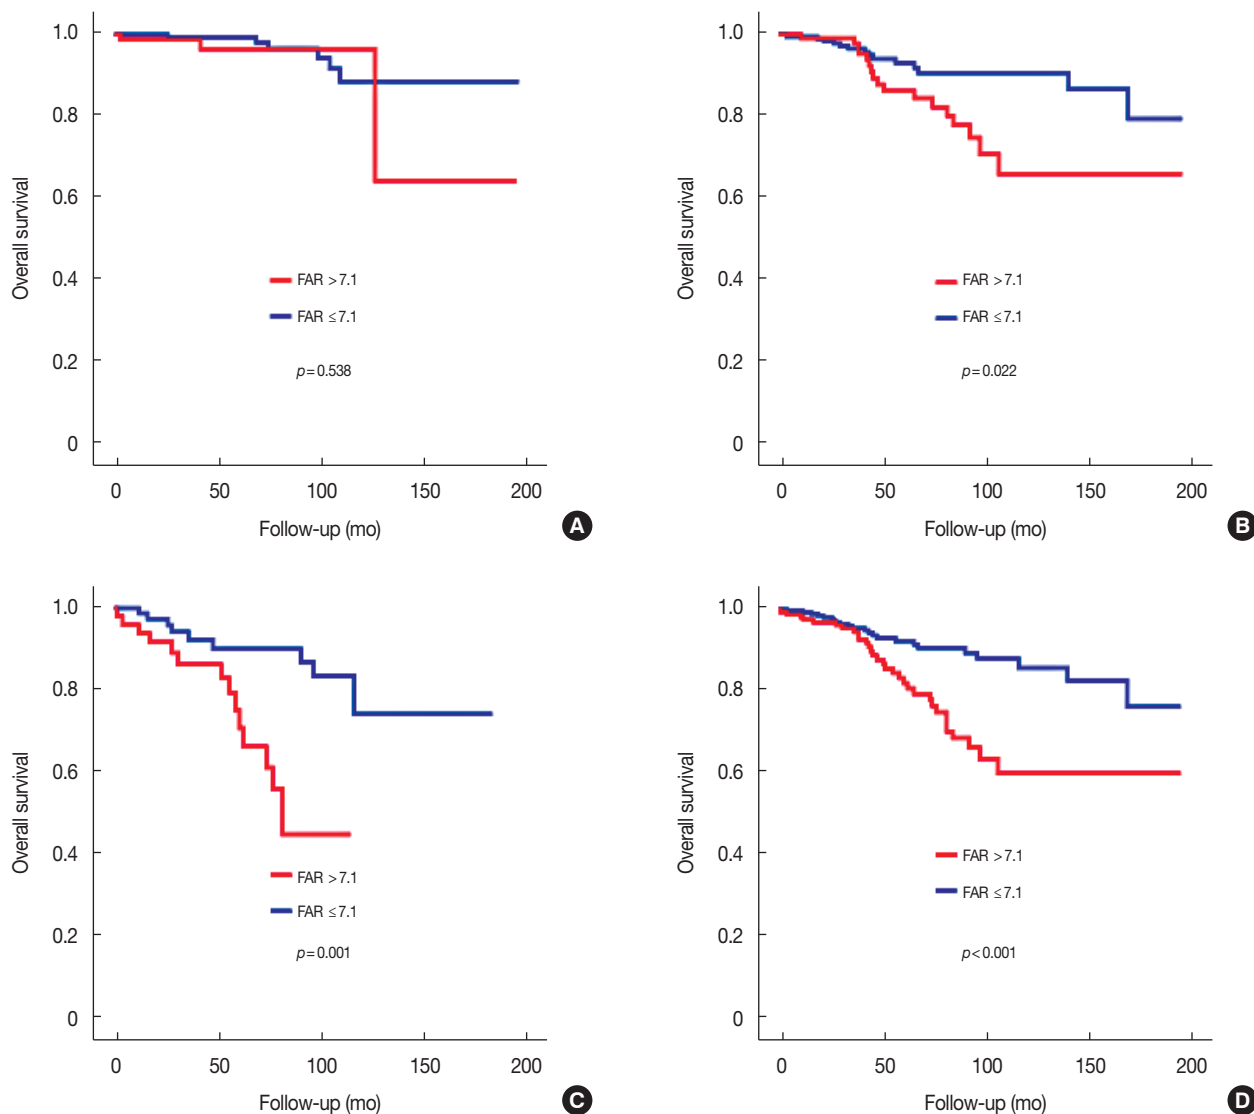 1.0
0.8
0.6
0.4
0.2
0
Overall survival
FAR >7.1
FAR ≤7.1
p=0.538
0 50 100 150 200
Follow-up (mo)
A
1.0
0.8
0.6
0.4
0.2
0
Overall survival
FAR >7.1
FAR ≤7.1
p=0.022
0 50 100 150 200
Follow-up (mo)
B
1.0
0.8
0.6
0.4
0.2
0
Overall survival
FAR >7.1
FAR ≤7.1
p=0.001
0 50 100 150 200
Follow-up (mo)
C
1.0
0.8
0.6
0.4
0.2
0
Overall survival
FAR >7.1
FAR ≤7.1
p<0.001
0 50 100 150 200
Follow-up (mo)
D